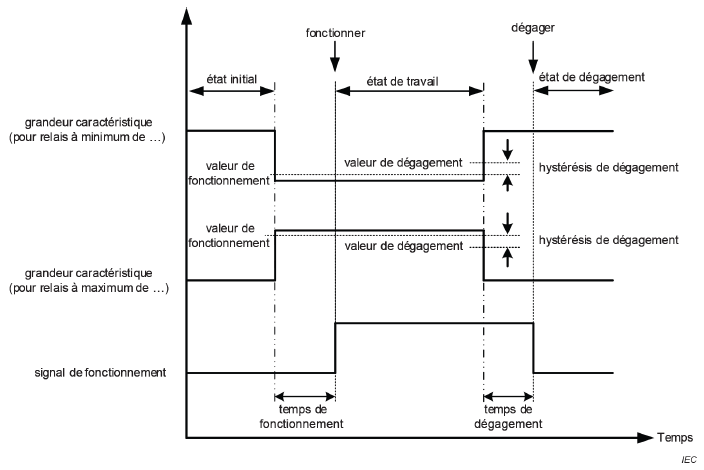 fonctionner
dégager
état initial
état de travail
état de dégagement
grandeur caractéristique
(pour relais à minimum de ...)
valeur de
fonctionnement
valeur de dégagement
hystérésis de dégagement
valeur de
fonctionnement
valeur de dégagement
hystérésis de dégagement
grandeur caractéristique
(pour relais à maximum de ...)
signal de fonctionnement
temps de
fonctionnement
temps de
dégagement
Temps
IEC